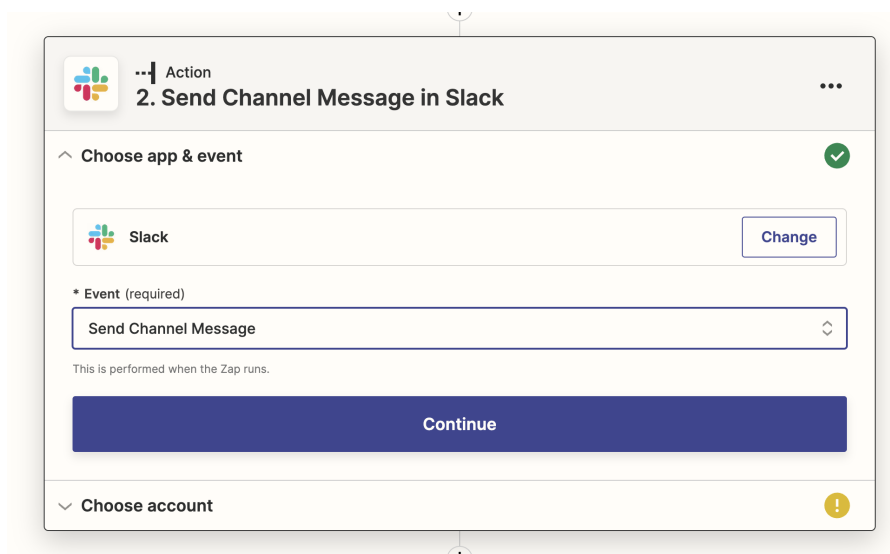 Action
2. Send Channel Message in Slack
Choose app & event
Slack
Change
* Event (required)
Send Channel Message
This is performed when the Zap runs.
Continue
Choose account